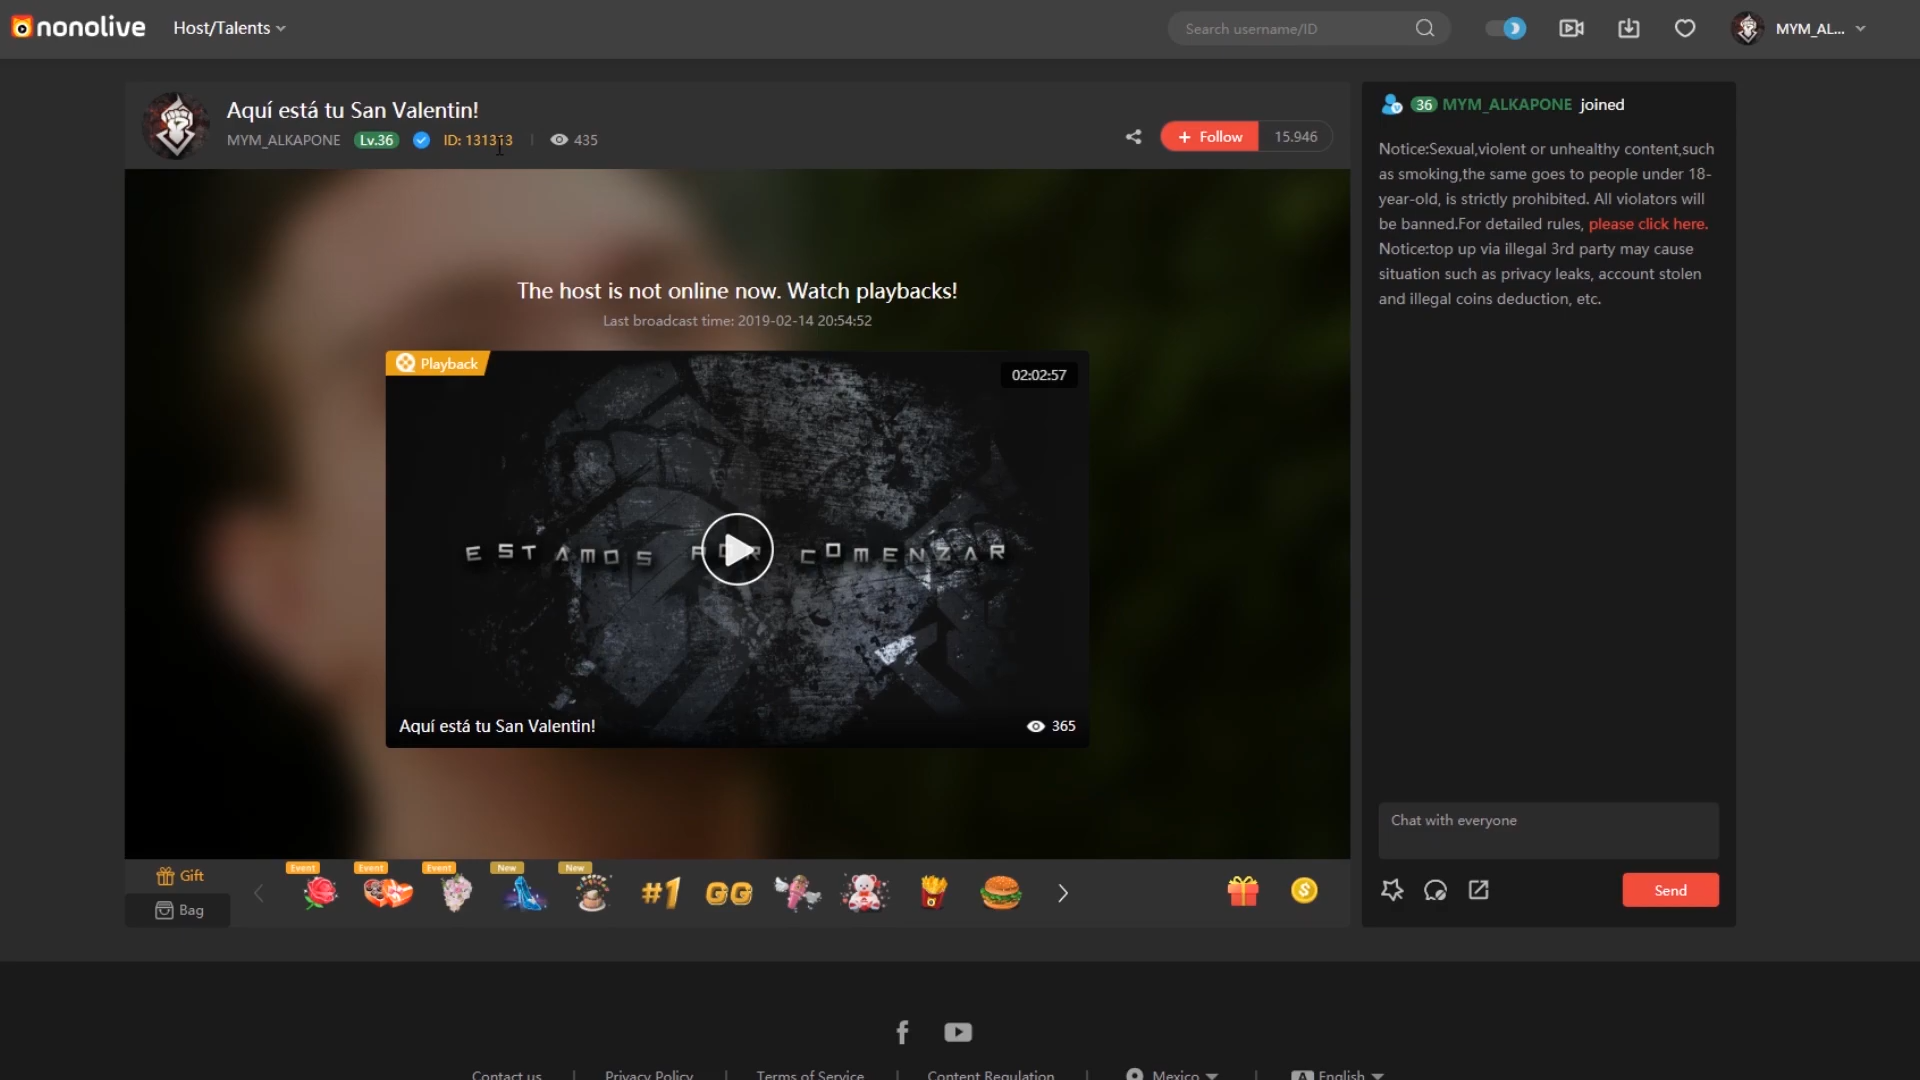 nonolive
Host/Talents
Search username/ID
MYM_AL...
Aquí está tu San Valentin!
MYM_ALKAPONE Lv.36 ID: 131313 435
Follow 15.946
36 MYM_ALKAPONE joined
Notice:Sexual,violent or unhealthy content,such
as smoking,the same goes to people under 18-
year-old, is strictly prohibited. All violators will
be banned.For detailed rules, please click here.
Notice:top up via illegal 3rd party may cause
situation such as privacy leaks, account stolen
and illegal coins deduction, etc.
The host is not online now. Watch playbacks!
Last broadcast time: 2019-02-14 20:54:52
Playback
02:02:57
ESTAMOS POR COMENZAR
Aquí está tu San Valentin!
365
Chat with everyone
Send
Gift
Bag
Event
Event
Event
New
New
#1
GG
Contact us
Privacy Policy
Terms of Service
Content Regulation
Mexico
English